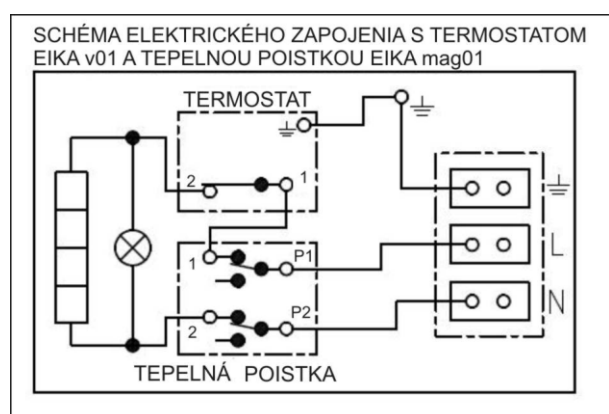 SCHÉMA ELEKTRICKÉHO ZAPOJENIA S TERMOSTATOM
EIKA v01 A TEPELNOU POISTKOU EIKA mag01
TERMOSTAT
2 1
1 P1 L
2 P2 N
TEPELNÁ POISTKA